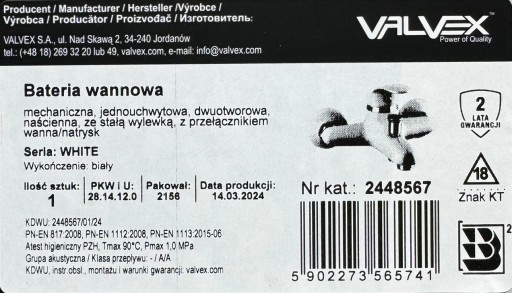 Producent / Manufacturer / Hersteller /Výrobce /
Výrobca / Producător / Proizvođač / Изготовитель:
VALVEX S.A., ul. Nad Skawą 2, 34-240 Jordanów
tel.: (+48 18) 269 32 20 lub 49, valvex.com, e-mail: info@valvex.com
VALVEX™
Power of Quality
Bateria wannowa
mechaniczna, jednouchwytowa, dwuotworowa,
naścienna, ze stałą wylewką, z przełącznikiem
wanna/natrysk
Seria: WHITE
Wykończenie: biały
Ilość sztuk: PKW i U: Pakował: Data produkcji:
1 28.14.12.0 2156 14.03.2024
2
LATA
GWARANCJI
18
Znak KT
Nr kat.: 2448567
KDWU: 2448567/01/24
PN-EN 817:2008, PN-EN 1112:2008, PN-EN 1113:2015-06
Atest higieniczny PZH, Tmax 90°C, Pmax 1,0 MPa
Grupa akustyczna / Klasa przepływu: - / A/A
KDWU, instr.obsł., montażu i warunki gwarancji: valvex.com
5 902273 565741
B 2